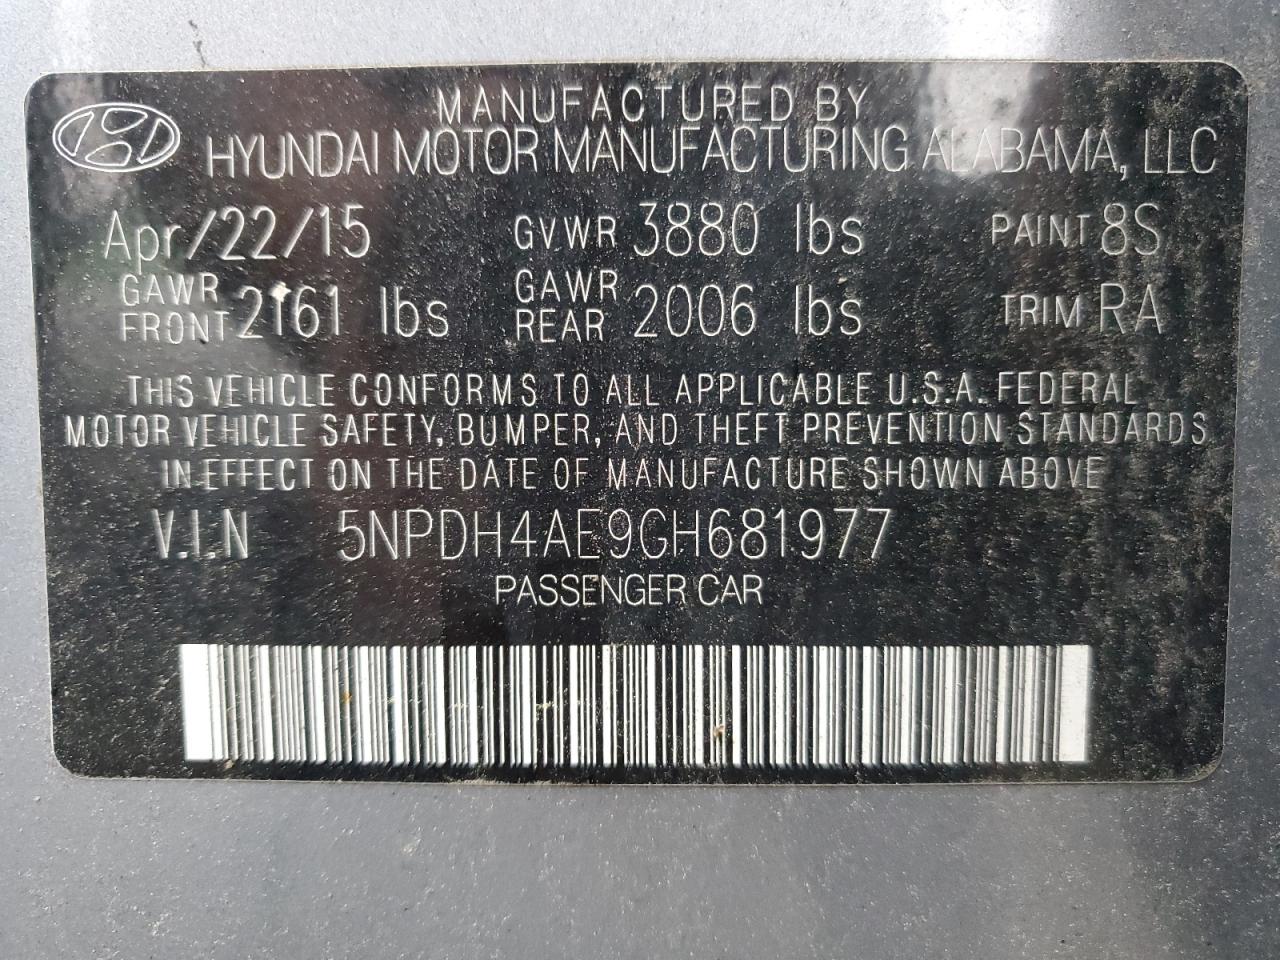 MANUFACTURED BY
HYUNDAI MOTOR MANUFACTURING ALABAMA, LLC
Apr/22/15 GVWR 3880 lbs PAINT 8S
GAWR FRONT 2161 lbs GAWR REAR 2006 lbs TRIM RA
THIS VEHICLE CONFORMS TO ALL APPLICABLE U.S.A. FEDERAL
MOTOR VEHICLE SAFETY, BUMPER, AND THEFT PREVENTION STANDARDS
IN EFFECT ON THE DATE OF MANUFACTURE SHOWN ABOVE
V.I.N 5NPDH4AE9GH681977
PASSENGER CAR